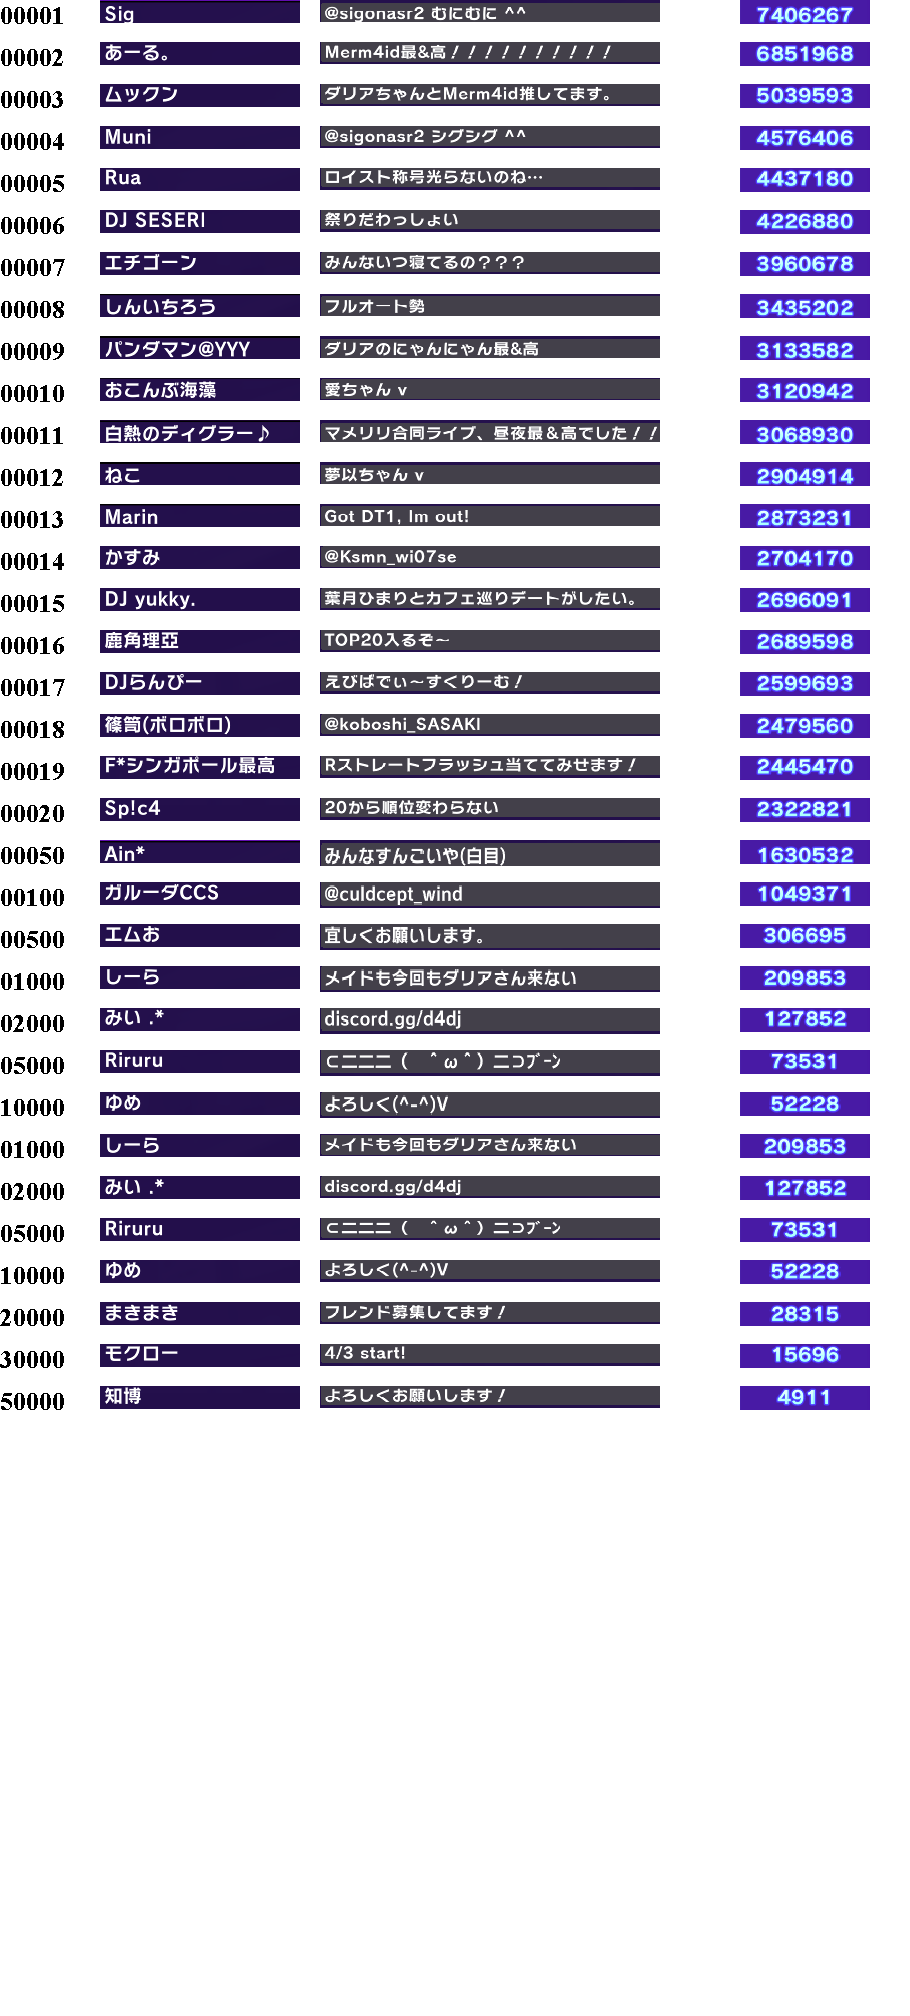 00001 Sig @sigonasr2 むにむに ^^ 7406267
00002 あーる。 Merm4id最&高！！！！！！！！！！ 6851968
00003 ムックン ダリアちゃんとMerm4id推してます。 5039593
00004 Muni @sigonasr2 シグシグ ^^ 4576406
00005 Rua ロイスト称号光らないのね… 4437180
00006 DJ SESERI 祭りだわっしょい 4226880
00007 エチゴーン みんないつ寝てるの？？？ 3960678
00008 しんいちろう フルオート勢 3435202
00009 パンダマン@YYY ダリアのにゃんにゃん最&高 3133582
00010 おこんぶ海藻 愛ちゃん v 3120942
00011 白熱のディグラー♪ マメリリ合同ライブ、昼夜最＆高でした！！ 3068930
00012 ねこ 夢以ちゃん v 2904914
00013 Marin Got DT1, Im out! 2873231
00014 かすみ @Ksmn_wi07se 2704170
00015 DJ yukky. 葉月ひまりとカフェ巡りデートがしたい。 2696091
00016 鹿角理亞 TOP20入るぞ〜 2689598
00017 DJらんぴー えびばでぃ〜すくりーむ！ 2599693
00018 篠笥(ボロボロ) @koboshi_SASAKI 2479560
00019 F*シンガポール最高 Rストレートフラッシュ当ててみせます！ 2445470
00020 Sp!c4 20から順位変わらない 2322821
00050 Ain* みんなすんごいや(白目) 1630532
00100 ガルーダCCS @culdcept_wind 1049371
00500 エムお 宜しくお願いします。 306695
01000 しーら メイドも今回もダリアさん来ない 209853
02000 みい .* discord.gg/d4dj 127852
05000 Riruru ⊂二二二（　＾ω＾）二⊃ﾌﾞｰﾝ 73531
10000 ゆめ よろしく(^-^)V 52228
01000 しーら メイドも今回もダリアさん来ない 209853
02000 みい .* discord.gg/d4dj 127852
05000 Riruru ⊂二二二（　＾ω＾）二⊃ﾌﾞｰﾝ 73531
10000 ゆめ よろしく(^-^)V 52228
20000 まきまき フレンド募集してます！ 28315
30000 モクロー 4/3 start! 15696
50000 知博 よろしくお願いします！ 4911